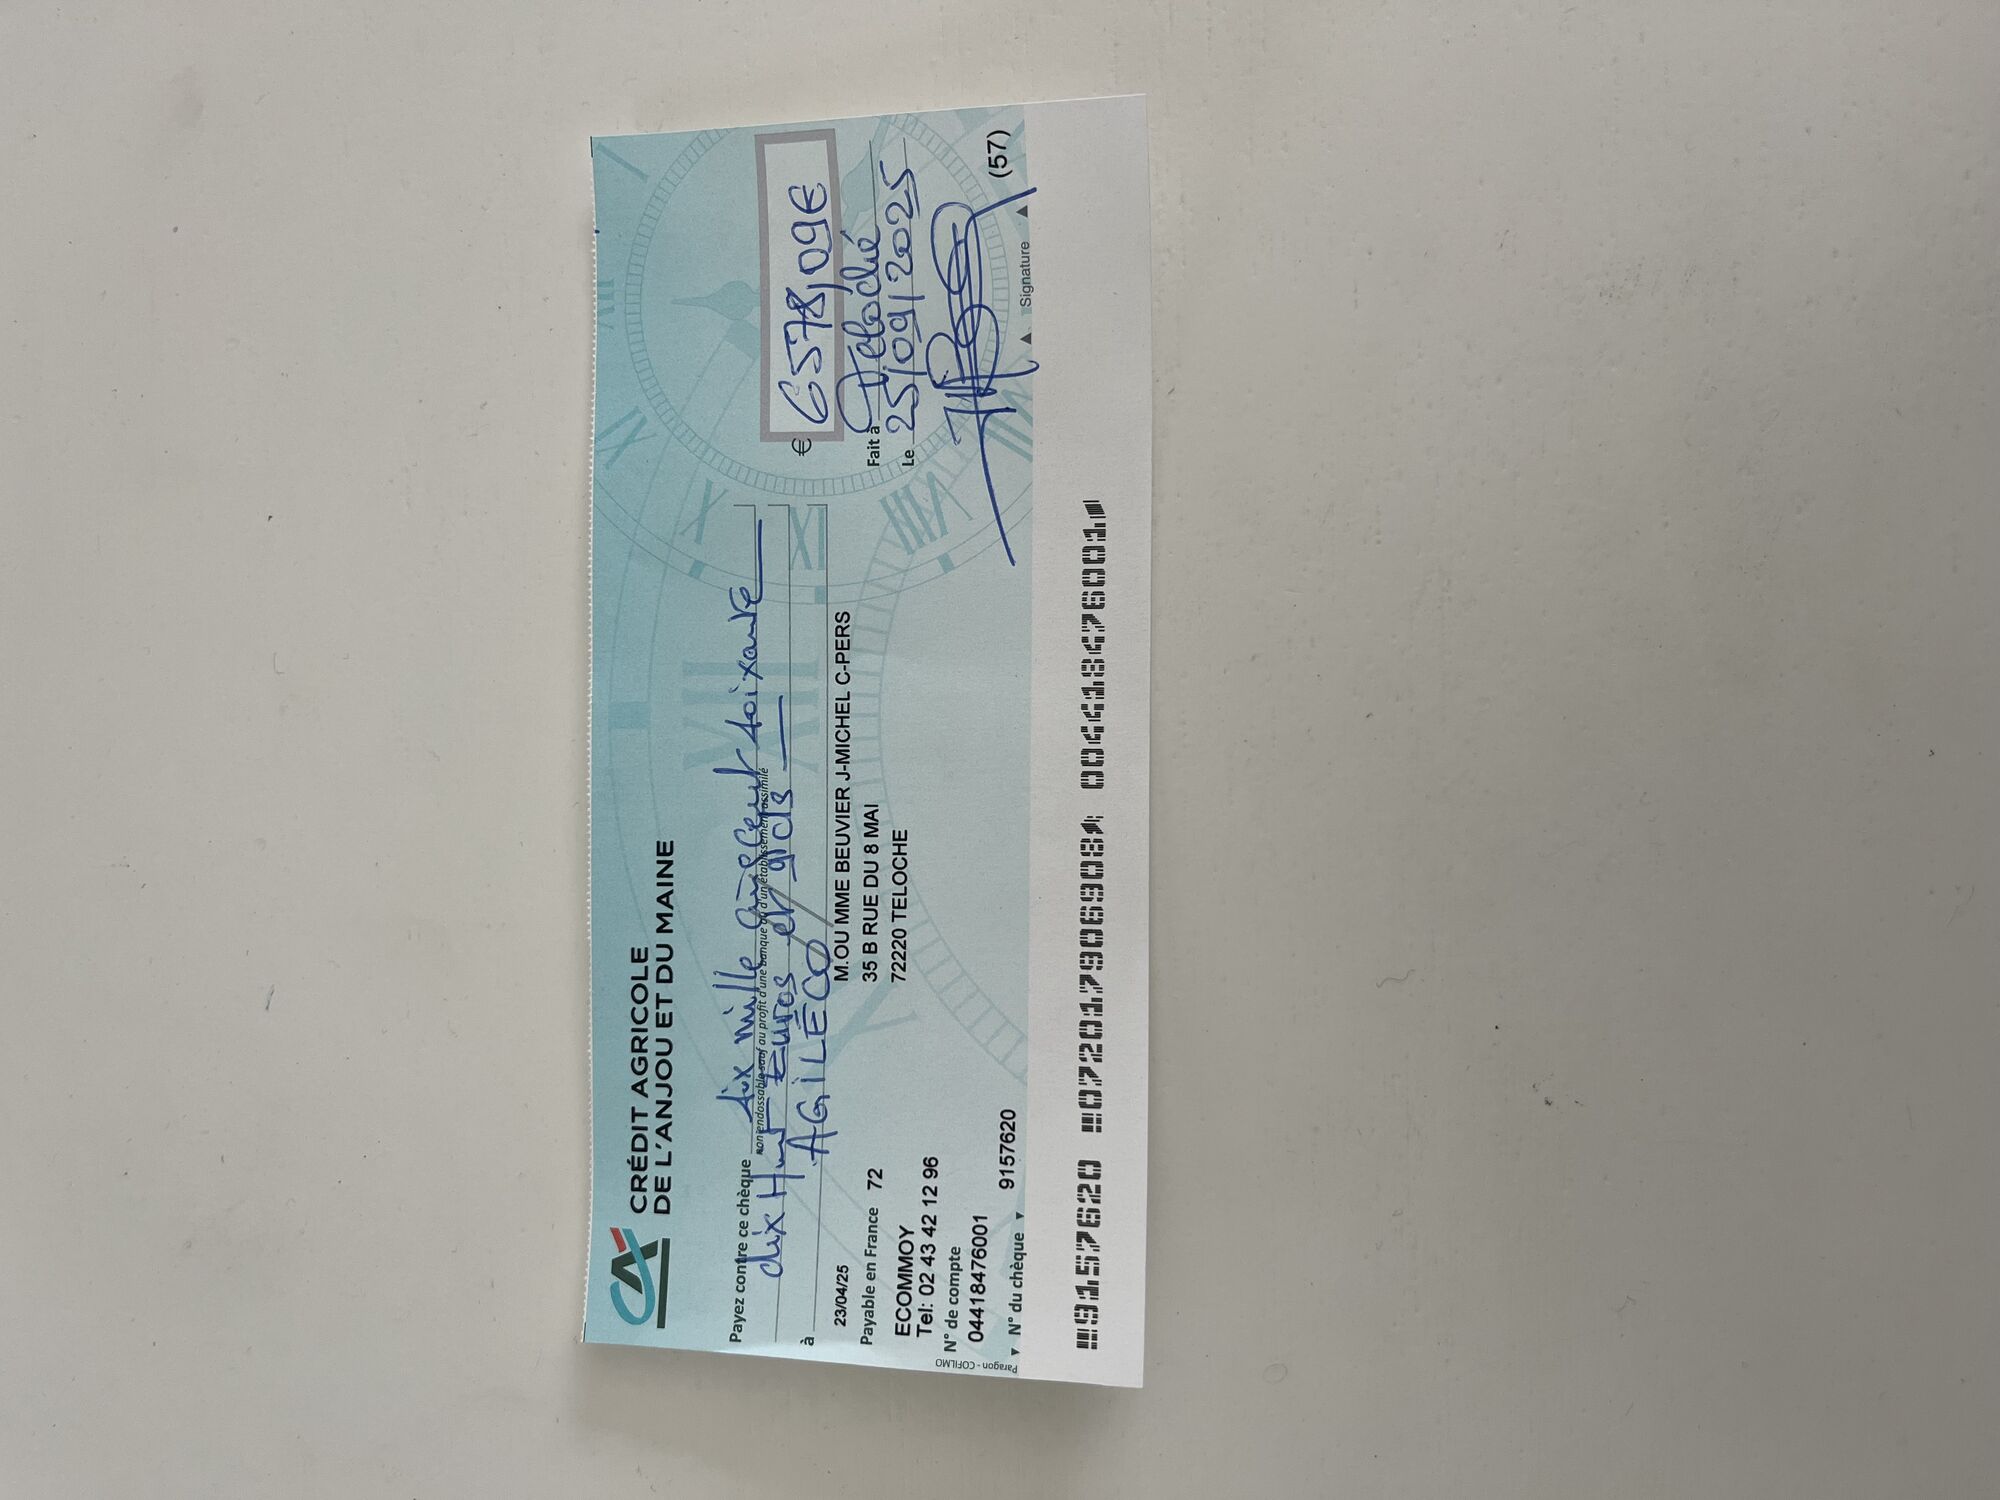 CRÉDIT AGRICOLE
DE L'ANJOU ET DU MAINE
Payez contre ce chèque six mille cinq cent soixante
non endossable sauf au profit d'une banque ou d'un établissement assimilé
dix Huit Euros et 9 cts
à AGILÉCO
€ 6578,09€
23/04/25
M.OU MME BEUVIER J-MICHEL C-PERS
35 B RUE DU 8 MAI
72220 TELOCHE
Fait à Teloché
Le 25/09/2025
Payable en France 72
ECOMMOY
Tel: 02 43 42 12 96
N° de compte
04418476001
N° du chèque 9157620
Signature
(57)
Paragon - COFILMO
9157620 072017906908 004418476001